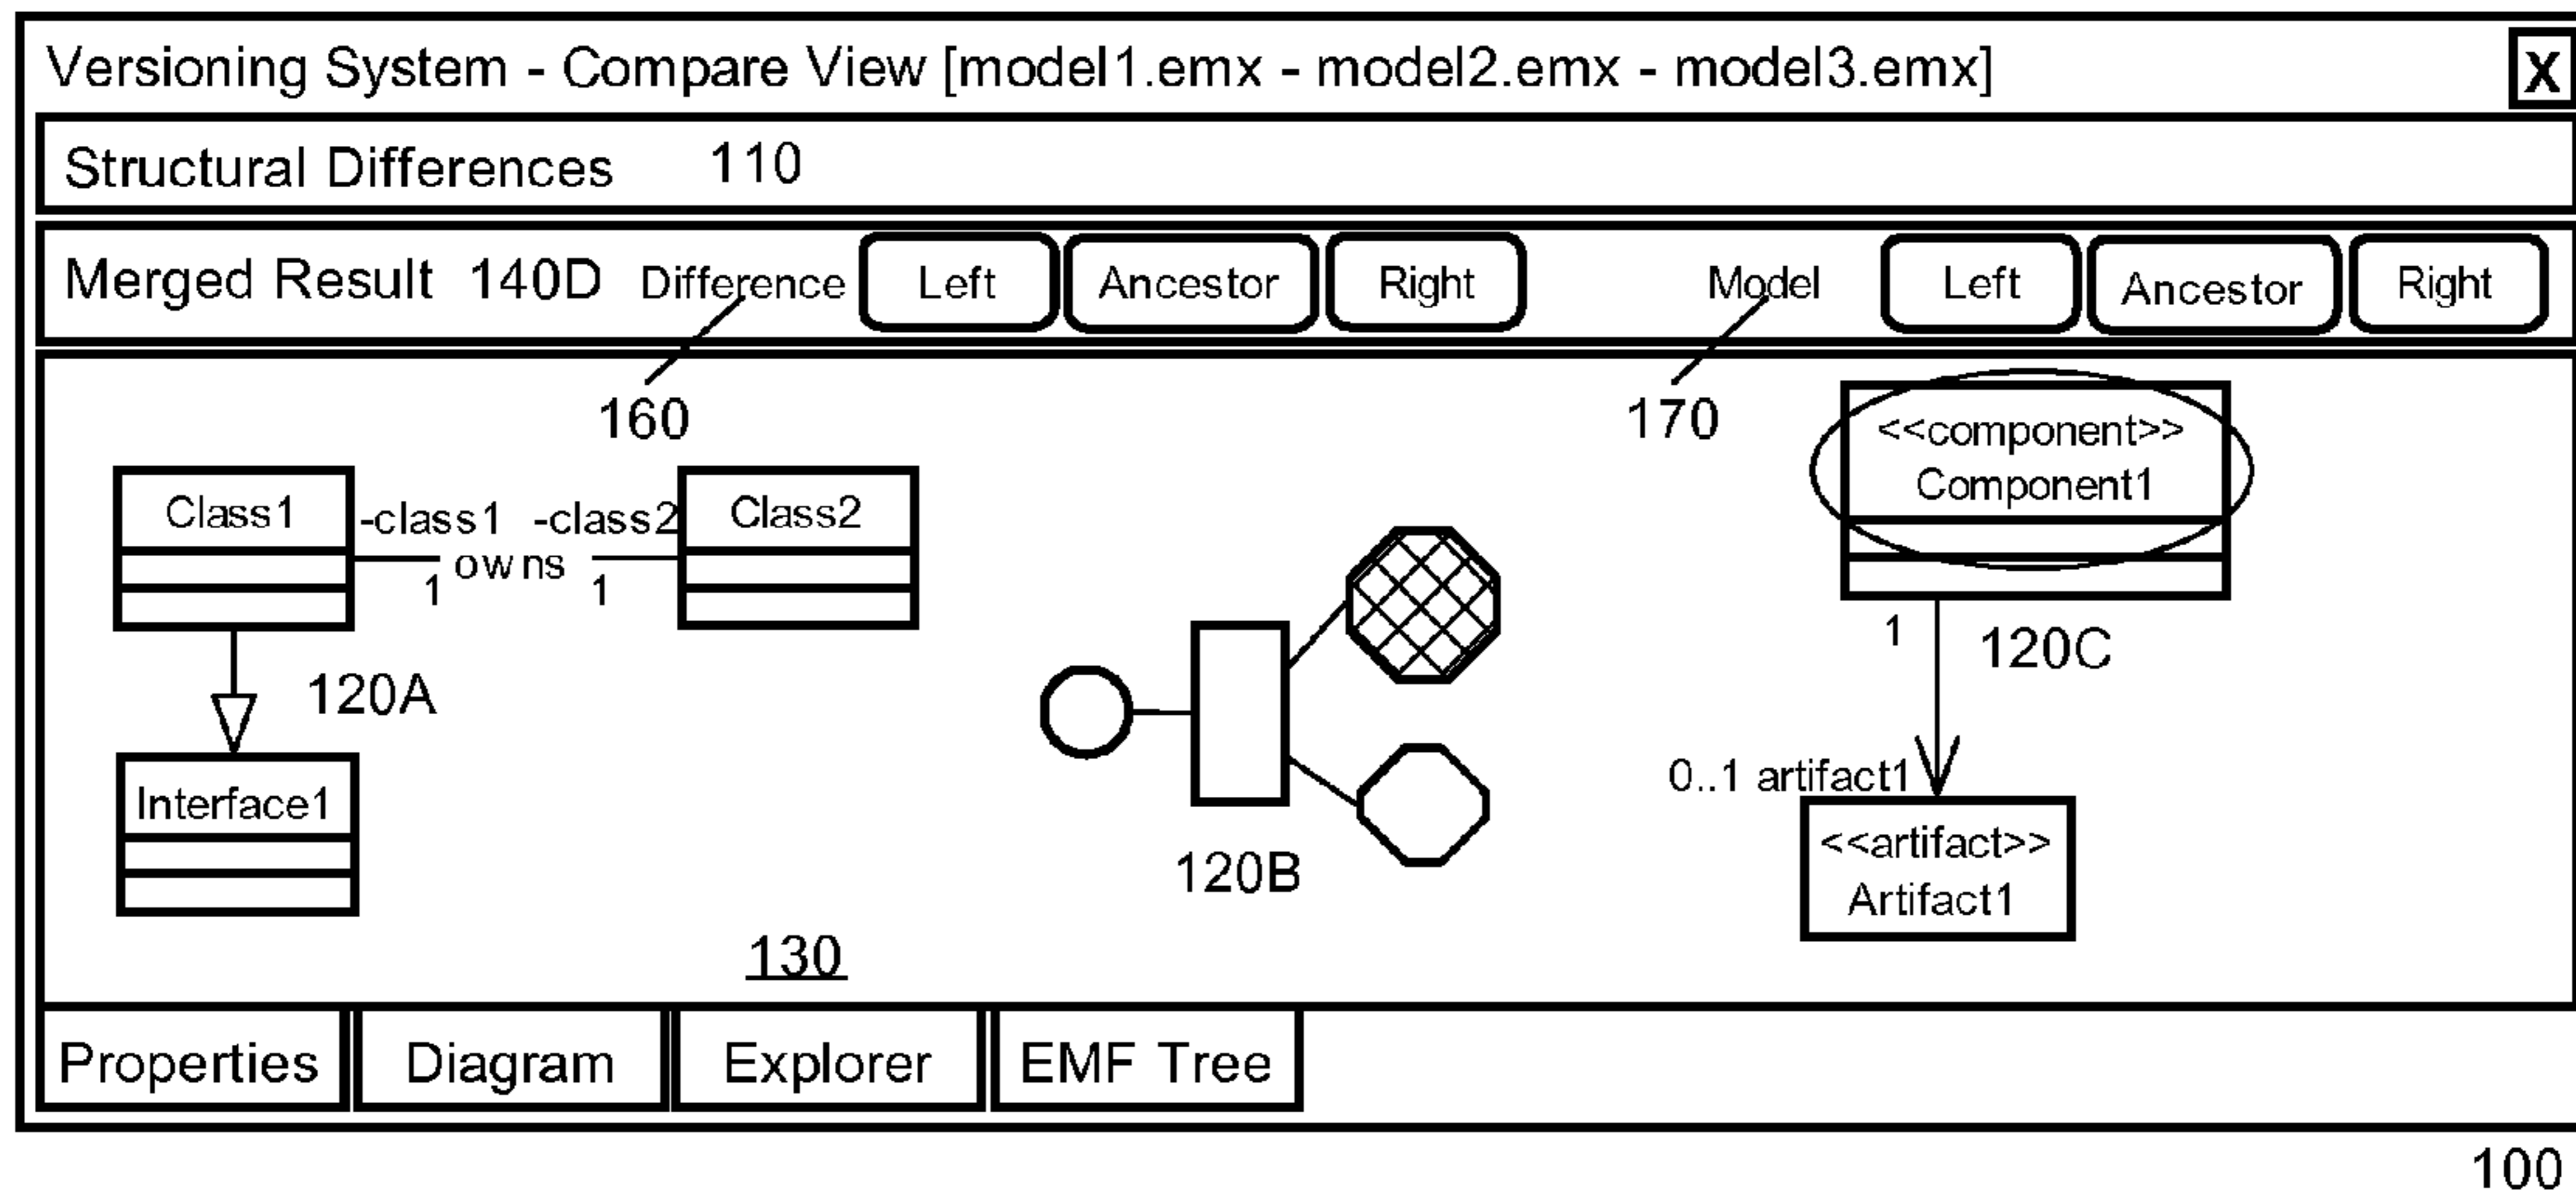 Versioning System - Compare View [model1.emx - model2.emx - model3.emx] X
Structural Differences 110
Merged Result 140D Difference Left Ancestor Right Model Left Ancestor Right
160 170
<<component>>
Component1
Class1 -class1 -class2 Class2
1 owns 1
1 120C
120A
0..1 artifact1
Interface1
<<artifact>>
Artifact1
120B
130
Properties Diagram Explorer EMF Tree
100